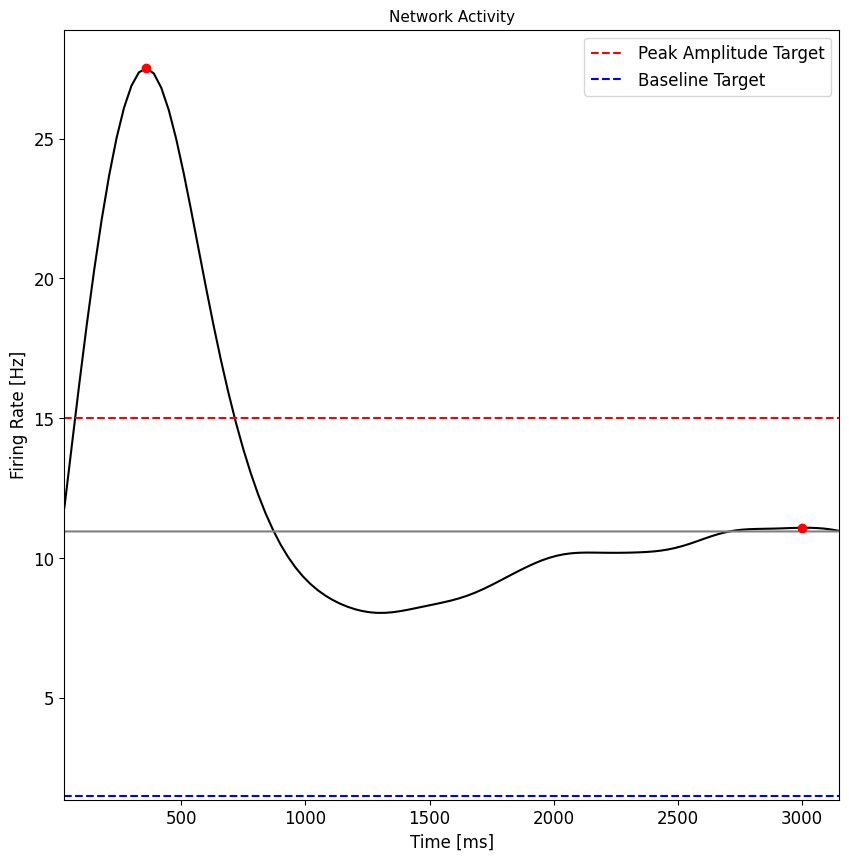 Network Activity
Peak Amplitude Target
Baseline Target
25
20
15
10
5
Firing Rate [Hz]
500 1000 1500 2000 2500 3000
Time [ms]